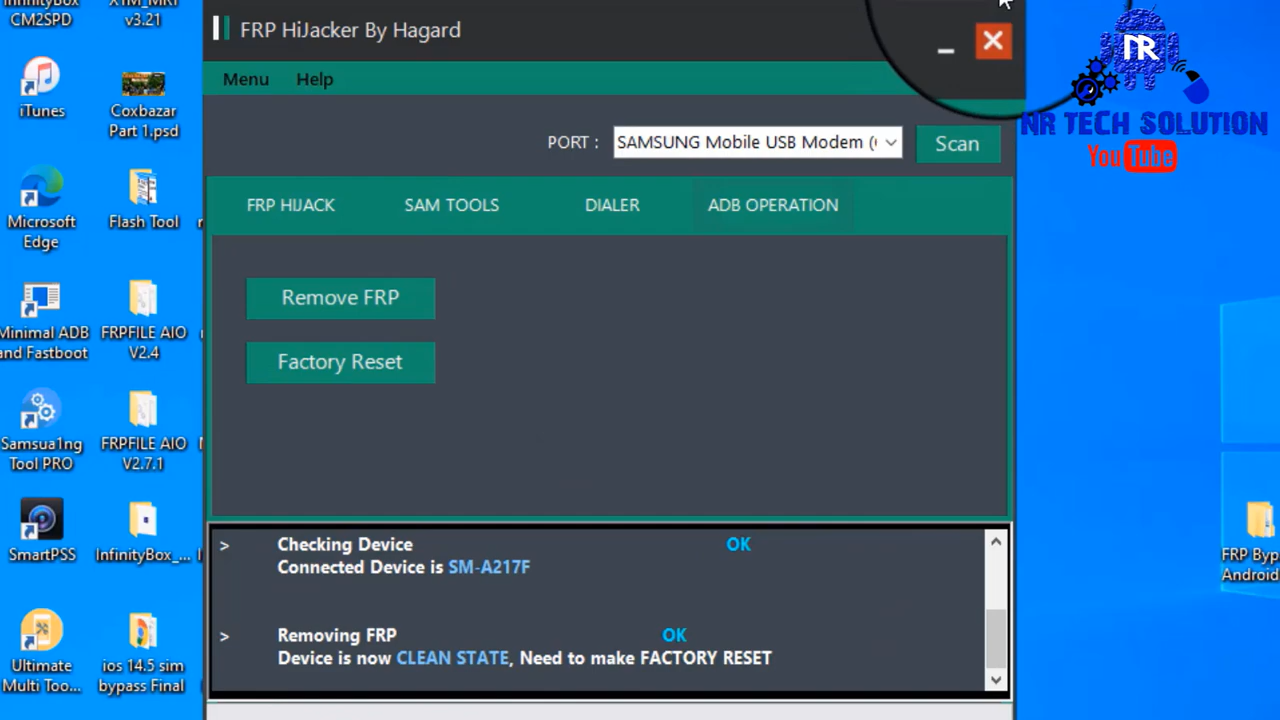 InfinityBox
CM2SPD
v3.21
iTunes
Coxbazar
Part 1.psd
Microsoft
Edge
Flash Tool
Minimal ADB
and Fastboot
FRPFILE AIO
V2.4
Samsua1ng
Tool PRO
FRPFILE AIO
V2.7.1
SmartPSS
InfinityBox_...
Ultimate
Multi Too...
ios 14.5 sim
bypass Final
FRP HiJacker By Hagard
Menu Help
PORT : SAMSUNG Mobile USB Modem ( Scan
FRP HIJACK SAM TOOLS DIALER ADB OPERATION
Remove FRP
Factory Reset
> Checking Device OK
Connected Device is SM-A217F
> Removing FRP OK
Device is now CLEAN STATE, Need to make FACTORY RESET
NR
NR TECH SOLUTION
YouTube
FRP Byp
Android